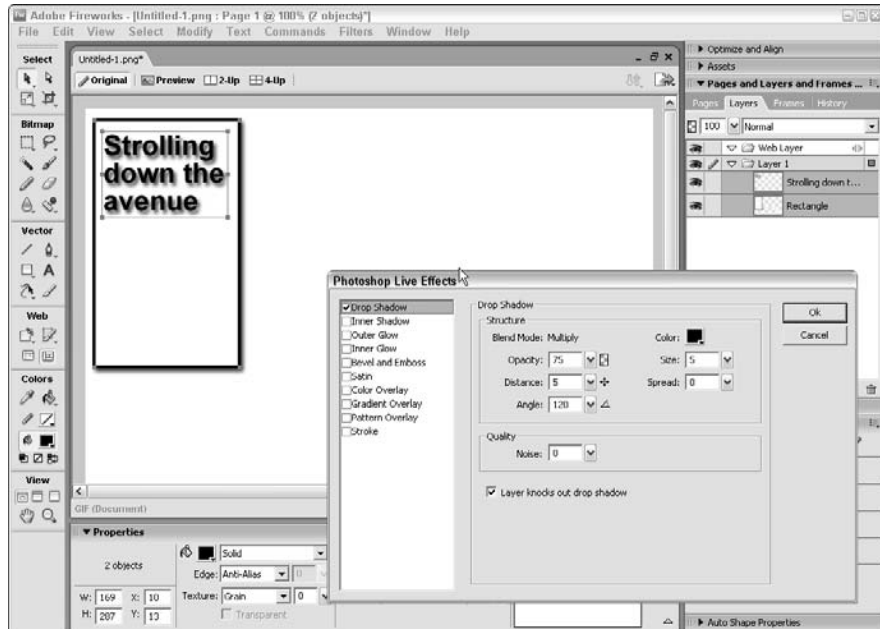 Adobe Fireworks - [Untitled-1.png : Page 1 @ 100% (2 objects)*]
File Edit View Select Modify Text Commands Filters Window Help
Select
Bitmap
Vector
Web
Colors
View
Untitled-1.png*
Original Preview 2-Up 4-Up
Strolling
down the
avenue
GIF (Document)
Properties
2 objects
W: 169 X: 10
H: 287 Y: 13
Solid
Edge: Anti-Alias 0
Texture: Grain 0
Transparent
Photoshop Live Effects
Drop Shadow
Inner Shadow
Outer Glow
Inner Glow
Bevel and Emboss
Satin
Color Overlay
Gradient Overlay
Pattern Overlay
Stroke
Drop Shadow
Structure
Blend Mode: Multiply Color:
Opacity: 75 Size: 5
Distance: 5 Spread: 0
Angle: 120
Quality
Noise: 0
Layer knocks out drop shadow
Ok
Cancel
Optimize and Align
Assets
Pages and Layers and Frames ...
Pages Layers Frames History
100 Normal
Web Layer
Layer 1
Strolling down t...
Rectangle
Auto Shape Properties